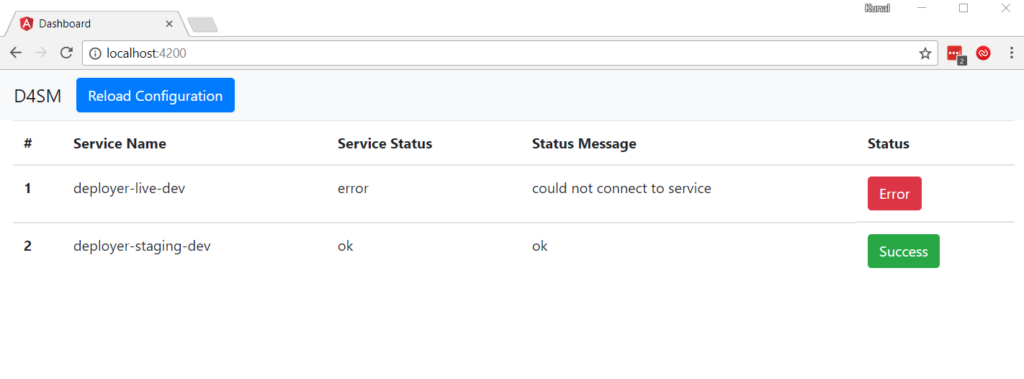 Kunal
Dashboard
localhost:4200
2
D4SM Reload Configuration
# Service Name Service Status Status Message Status
1 deployer-live-dev error could not connect to service Error
2 deployer-staging-dev ok ok Success